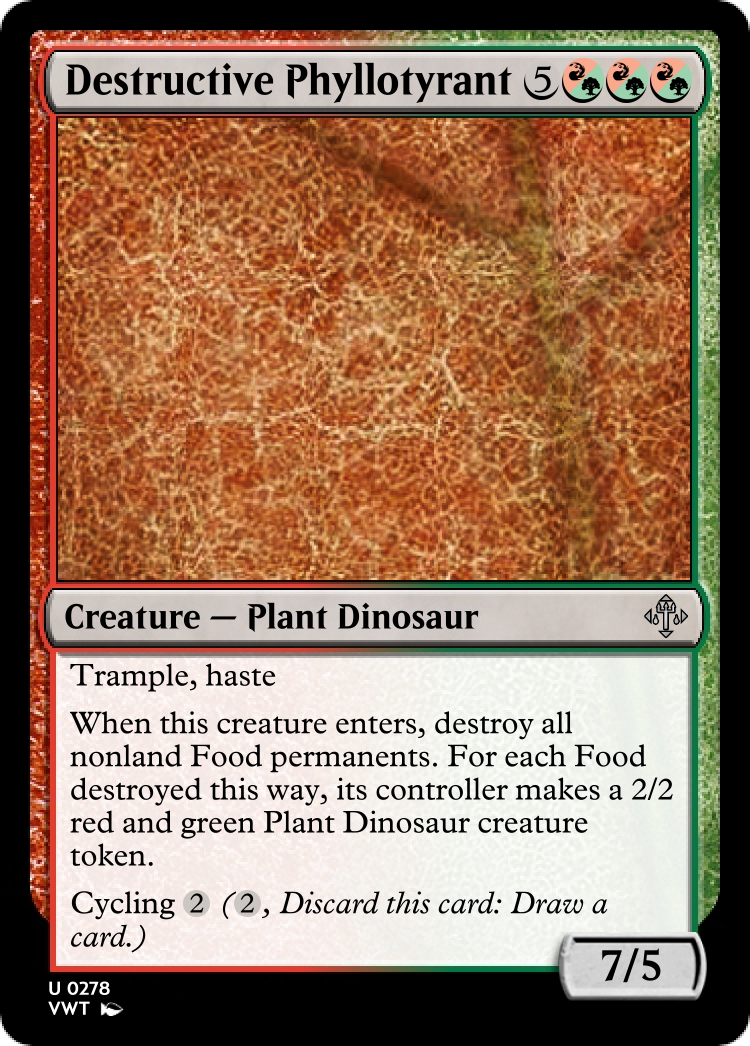 Destructive Phyllotyrant 5
Creature — Plant Dinosaur
Trample, haste
When this creature enters, destroy all
nonland Food permanents. For each Food
destroyed this way, its controller makes a 2/2
red and green Plant Dinosaur creature
token.
Cycling 2 (2, Discard this card: Draw a
card.)
7/5
U 0278
VWT